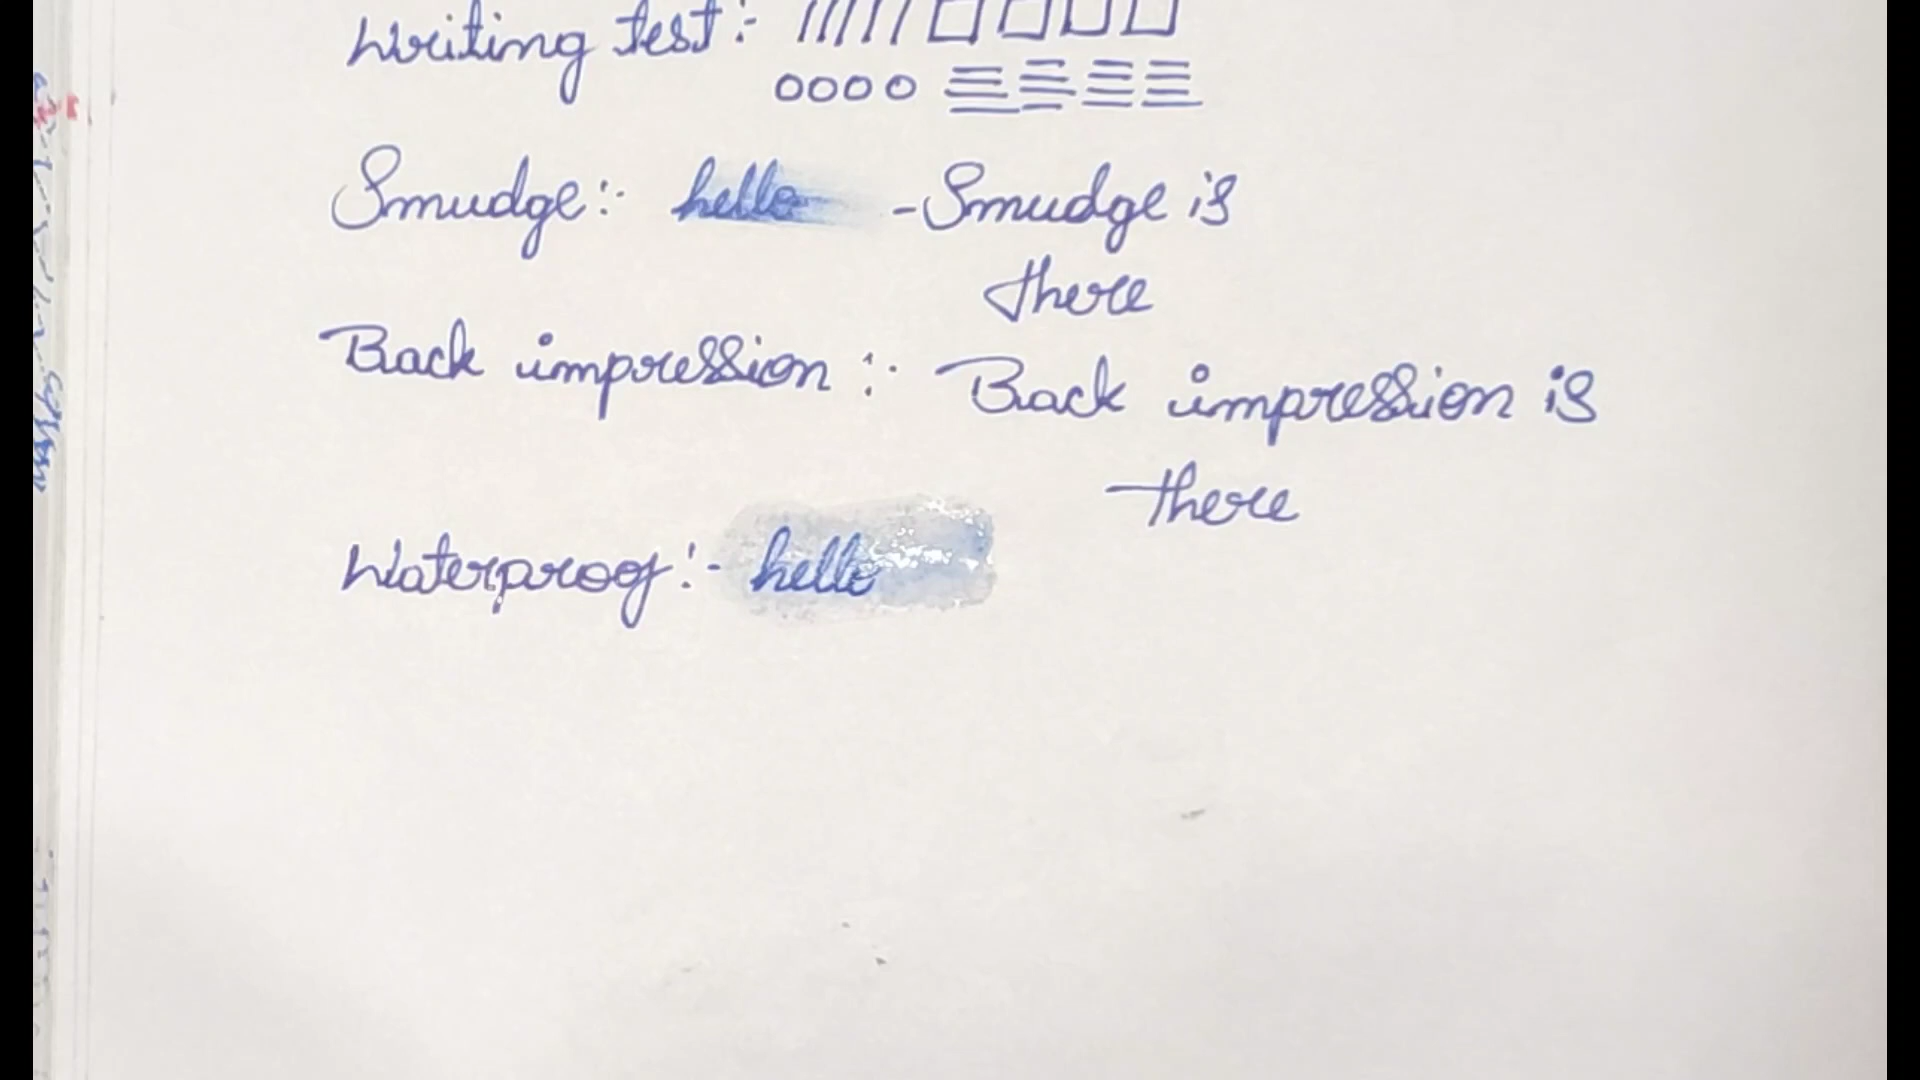 Writing test :-
Smudge :- hello - Smudge is
there
Back impression :- Back impression is
there
Waterproof :- hello